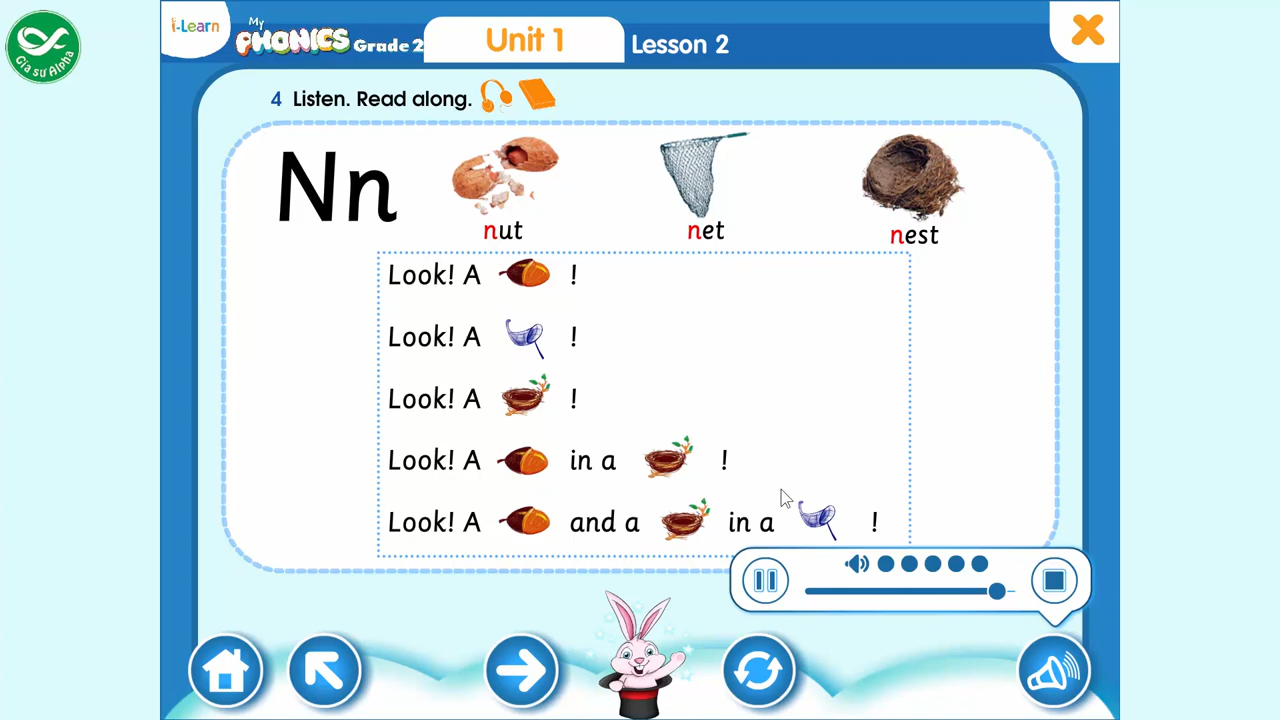 Gia sư Alpha
i-Learn
My PHONICS Grade 2
Unit 1
Lesson 2
4 Listen. Read along.
Nn
nut
net
nest
Look! A !
Look! A !
Look! A !
Look! A in a !
Look! A and a in a !